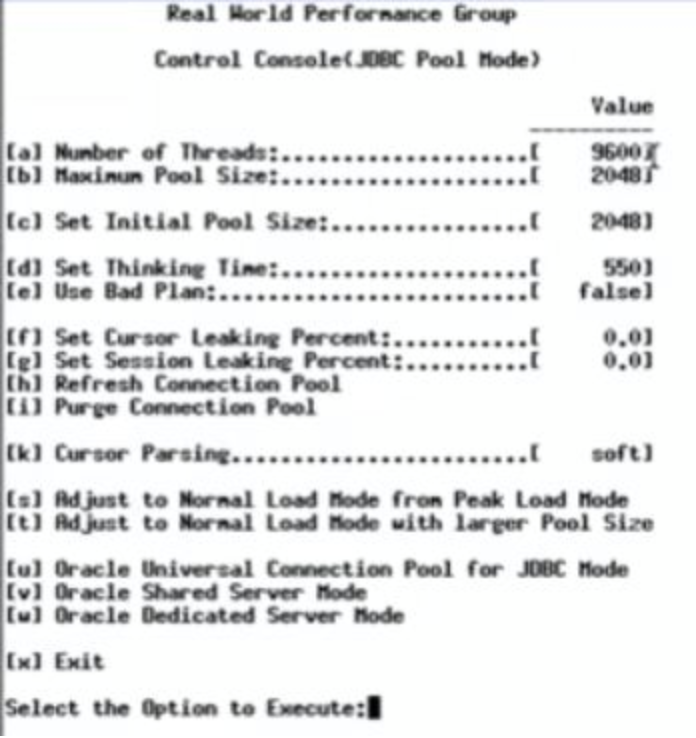 Real World Performance Group
Control Console(JDBC Pool Mode)
Value
----------
[a] Number of Threads:.......................[ 9600]
[b] Maximum Pool Size:.......................[ 2048]
[c] Set Initial Pool Size:...................[ 2048]
[d] Set Thinking Time:.......................[ 550]
[e] Use Bad Plan:............................[ false]
[f] Set Cursor Leaking Percent:...........[ 0.0]
[g] Set Session Leaking Percent:..........[ 0.0]
[h] Refresh Connection Pool
[i] Purge Connection Pool
[k] Cursor Parsing...........................[ soft]
[s] Adjust to Normal Load Mode from Peak Load Mode
[t] Adjust to Normal Load Mode with larger Pool Size
[u] Oracle Universal Connection Pool for JDBC Mode
[v] Oracle Shared Server Mode
[w] Oracle Dedicated Server Mode
[x] Exit
Select the Option to Execute: